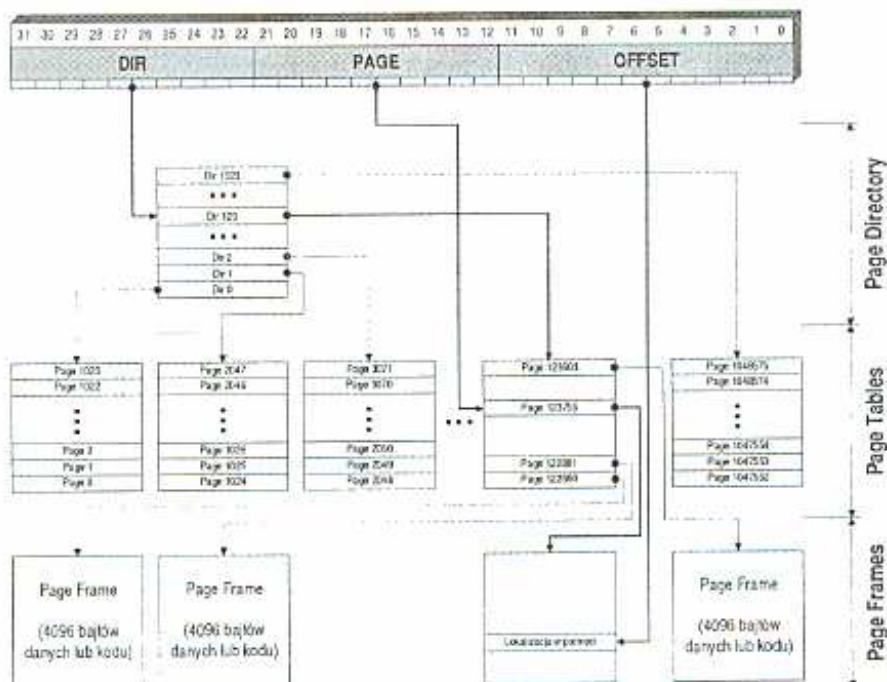 31 30 29 28 27 26 25 24 23 22 21 20 19 18 17 16 15 14 13 12 11 10 9 8 7 6 5 4 3 2 1 0
DIR PAGE OFFSET
Dir 1023
•••
Dir 123
•••
Dir 2
Dir 1
Dir 0
Page Directory
Page 1023
Page 1022
Page 2
Page 1
Page 0
Page 2047
Page 2046
Page 1026
Page 1025
Page 1024
Page 3071
Page 3070
Page 2050
Page 2049
Page 2048
•••
Page 123755
Page 1048575
Page 1048574
Page 1047554
Page 1047553
Page 1047552
Page Tables
Page Frame
(4096 bajtów
danych lub kodu)
Page Frame
(4096 bajtów
danych lub kodu)
Lokalizacja w pamięci
Page Frame
(4096 bajtów
danych lub kodu)
Page Frames